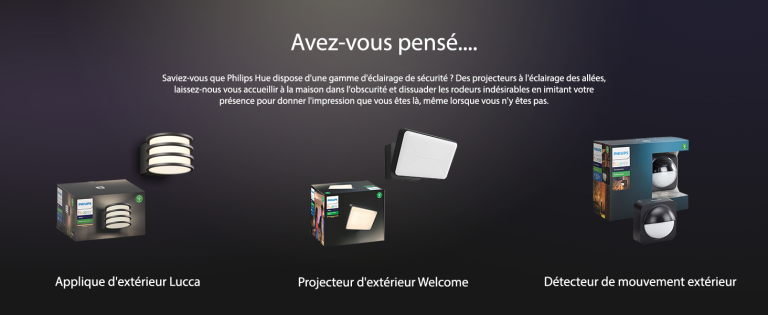 Avez-vous pensé....
Saviez-vous que Philips Hue dispose d'une gamme d'éclairage de sécurité ? Des projecteurs à l'éclairage des allées,
laissez-nous vous accueillir à la maison dans l'obscurité et dissuader les rodeurs indésirables en imitant votre
présence pour donner l'impression que vous êtes là, même lorsque vous n'y êtes pas.
PHILIPS
PHILIPS
PHILIPS
Applique d'extérieur Lucca
Projecteur d'extérieur Welcome
Détecteur de mouvement extérieur